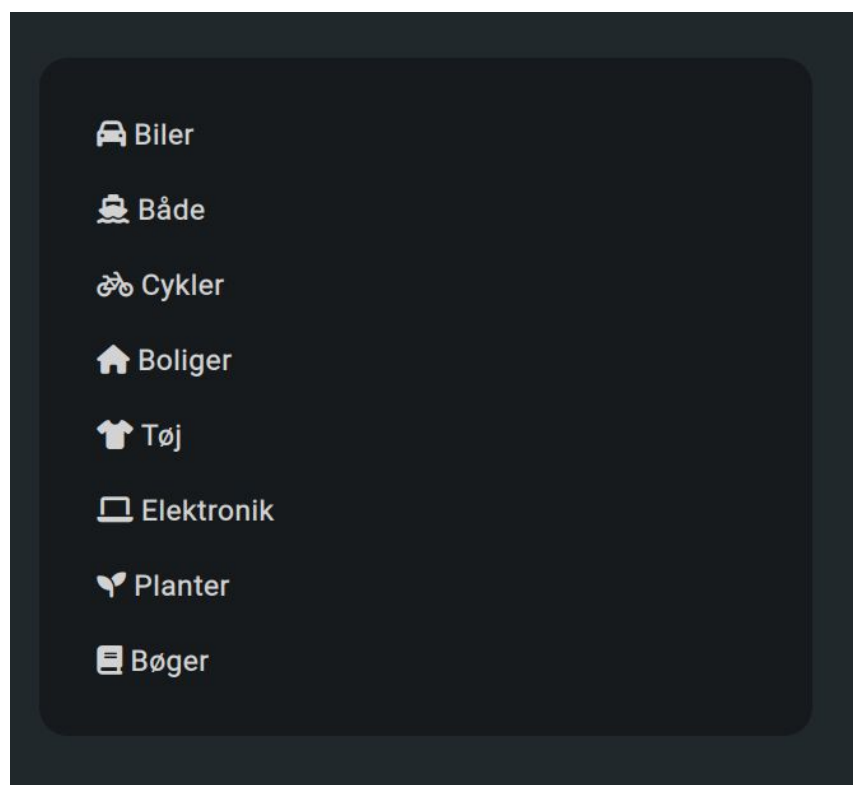 Biler
Både
Cykler
Boliger
Tøj
Elektronik
Planter
Bøger